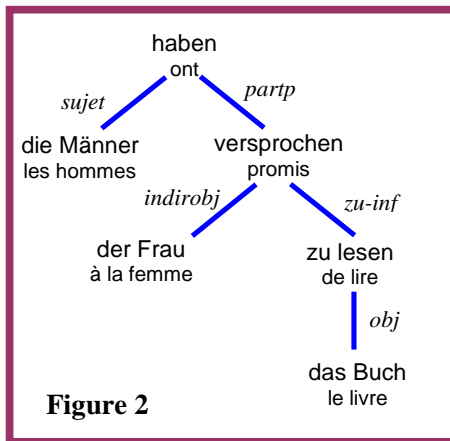 haben
ont
sujet
partp
die Männer
les hommes
versprochen
promis
indirobj
zu-inf
der Frau
à la femme
zu lesen
de lire
obj
das Buch
le livre
Figure 2